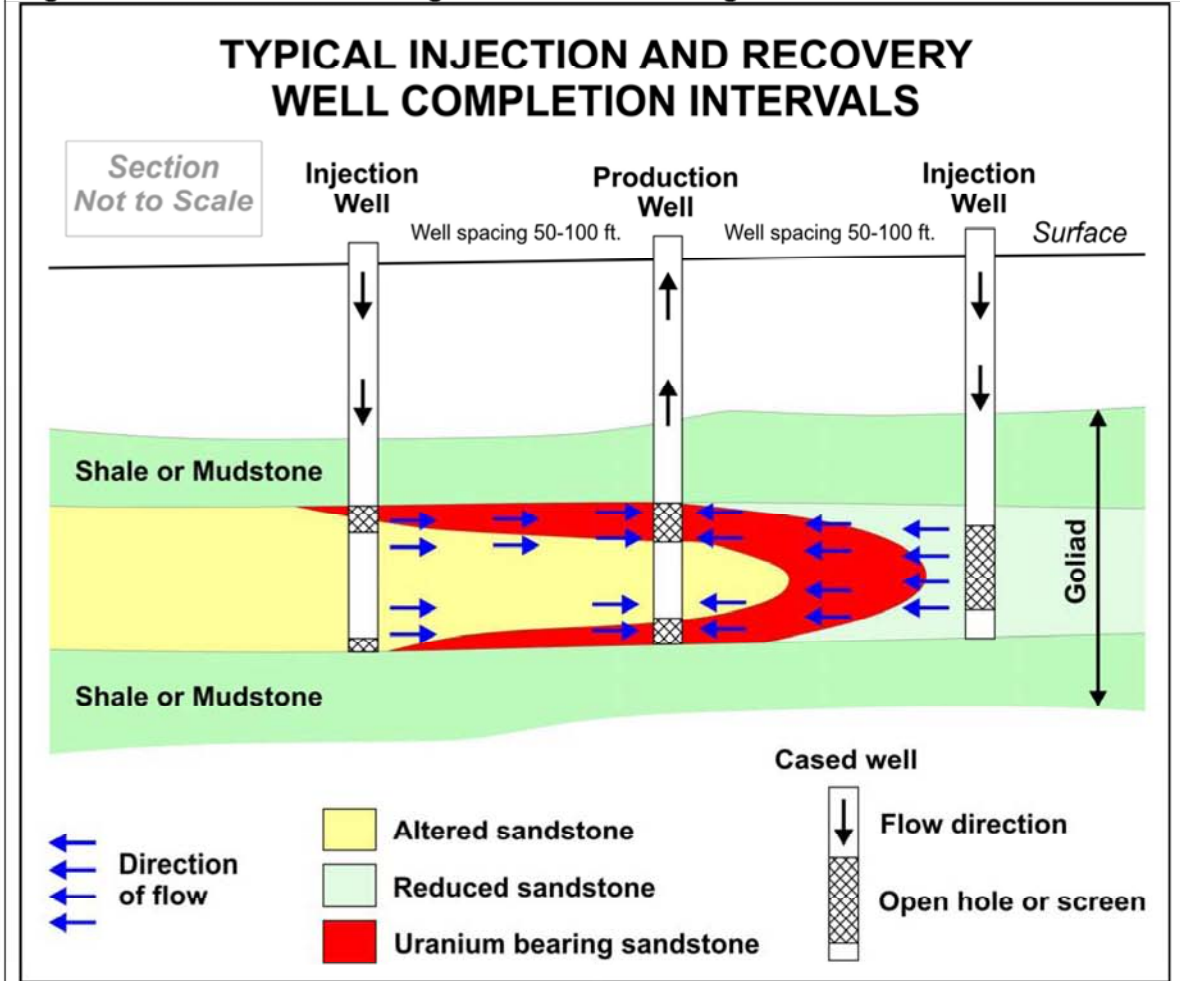 TYPICAL INJECTION AND RECOVERY
WELL COMPLETION INTERVALS
Section
Not to Scale
Injection
Well
Production
Well
Injection
Well
Well spacing 50-100 ft.
Well spacing 50-100 ft.
Surface
Shale or Mudstone
Goliad
Shale or Mudstone
Cased well
Direction
of flow
Altered sandstone
Reduced sandstone
Uranium bearing sandstone
Flow direction
Open hole or screen